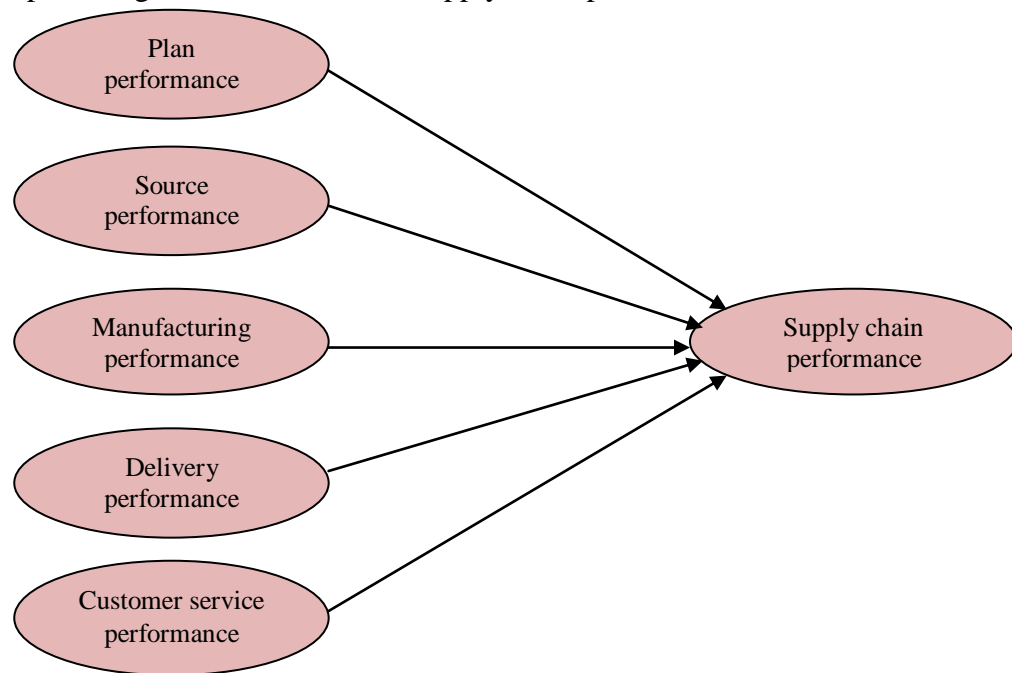 Plan
performance
Source
performance
Manufacturing
performance
Supply chain
performance
Delivery
performance
Customer service
performance